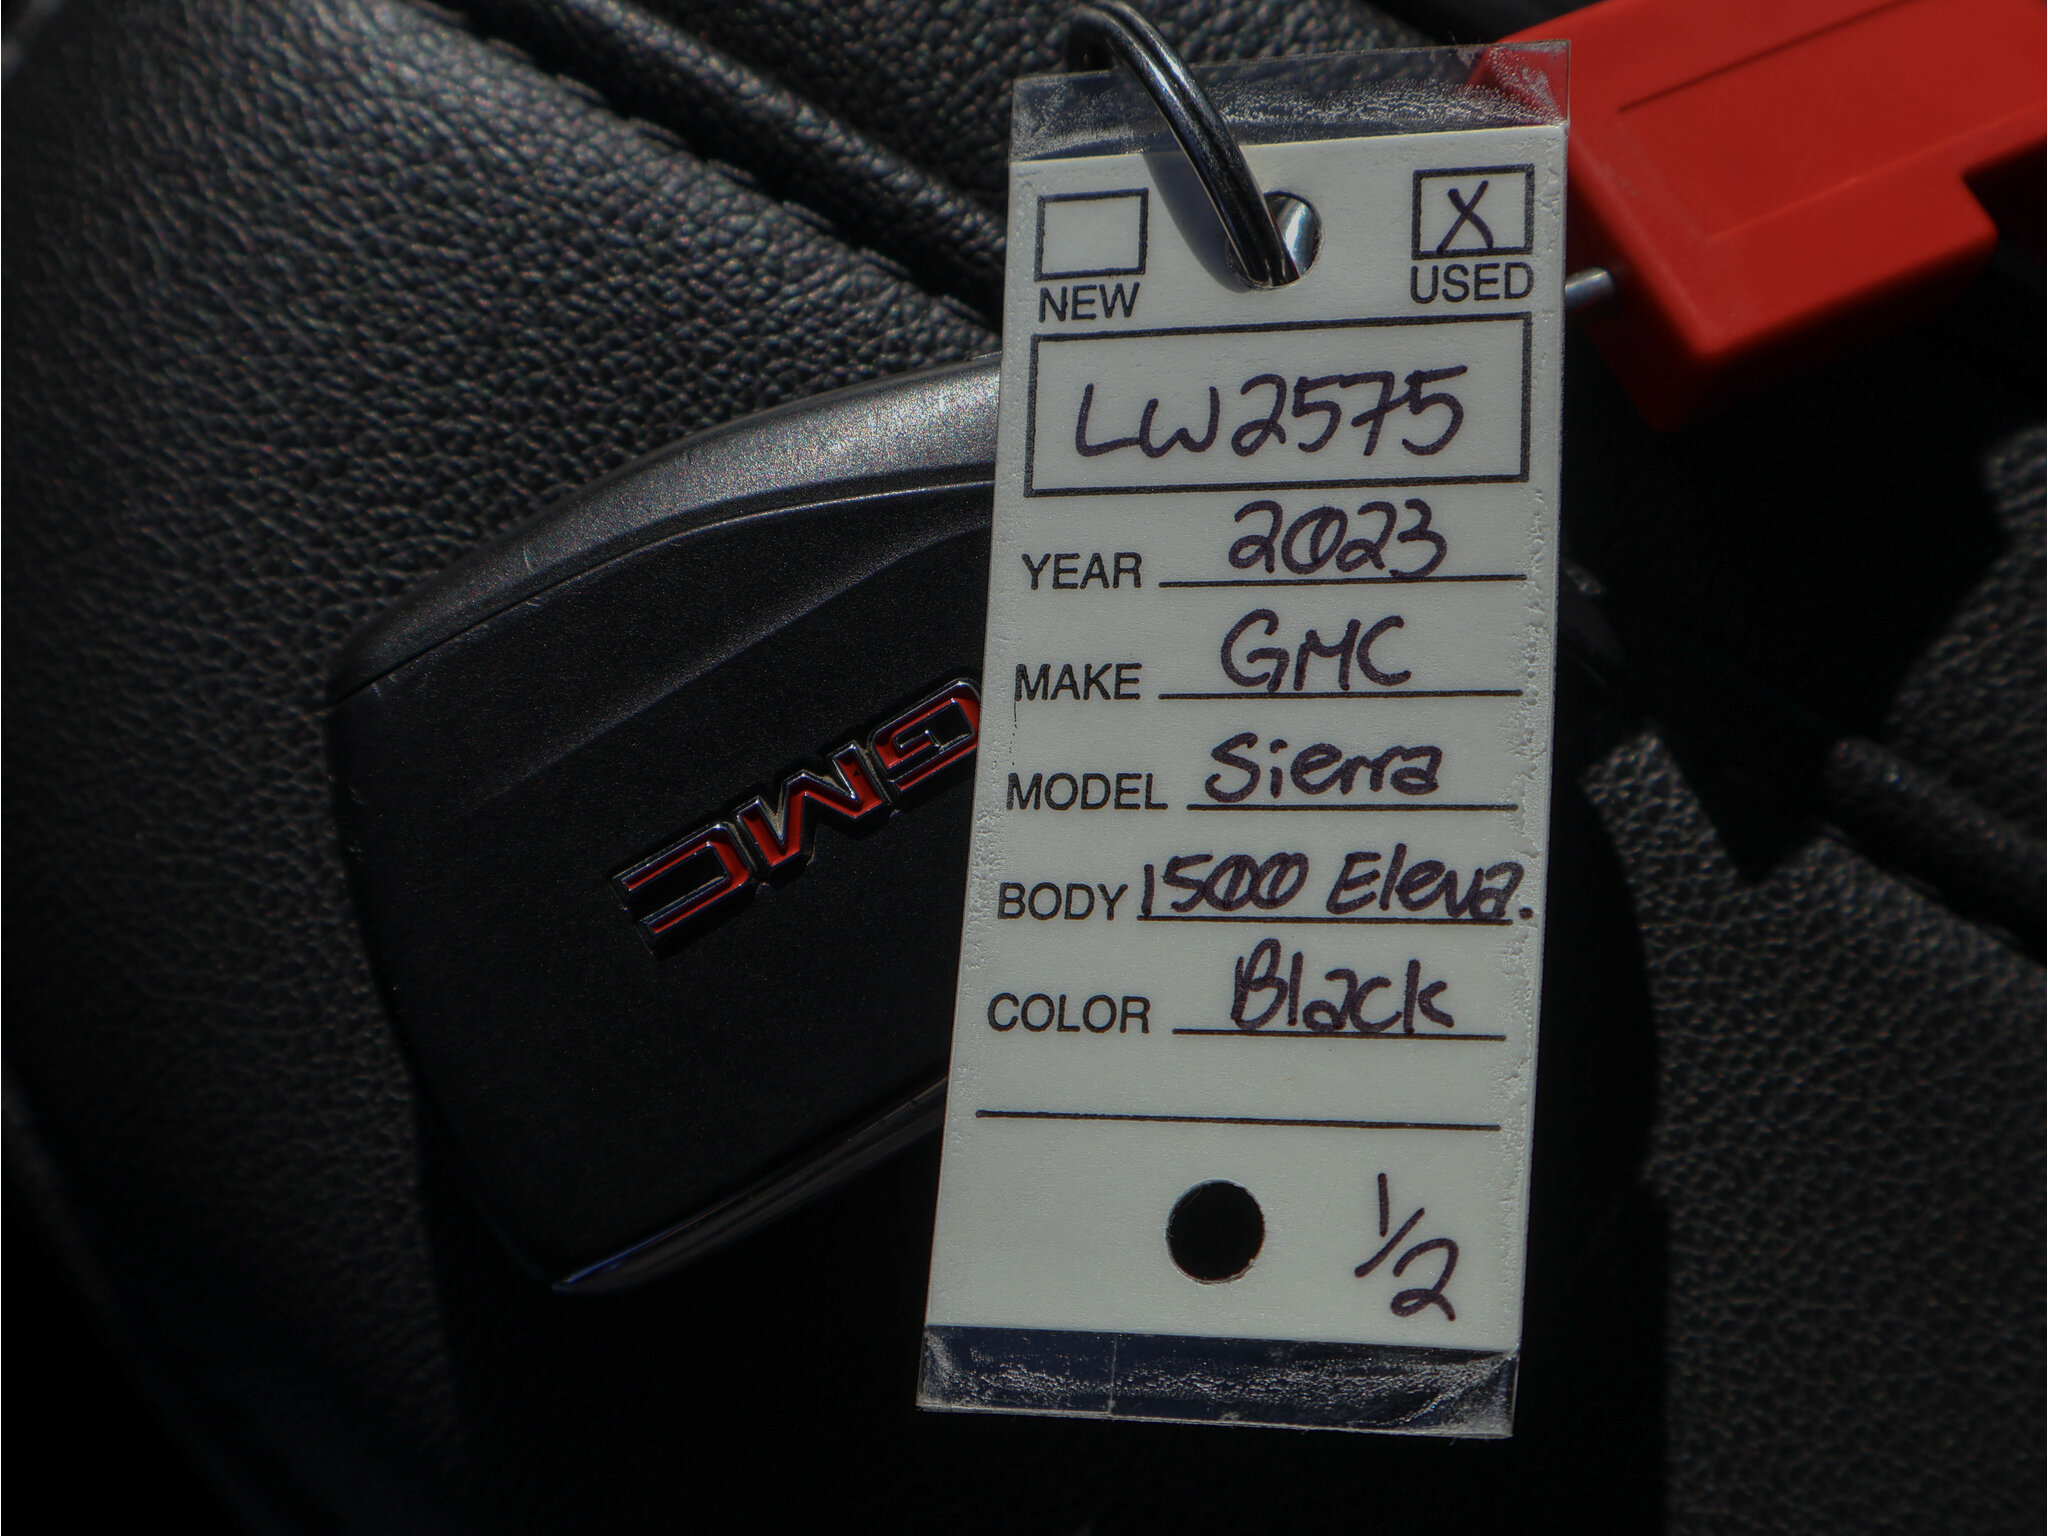 X
NEW USED
LW2575
YEAR 2023
MAKE GMC
MODEL Sierra
BODY 1500 Eleva.
COLOR Black
1/2
GMC